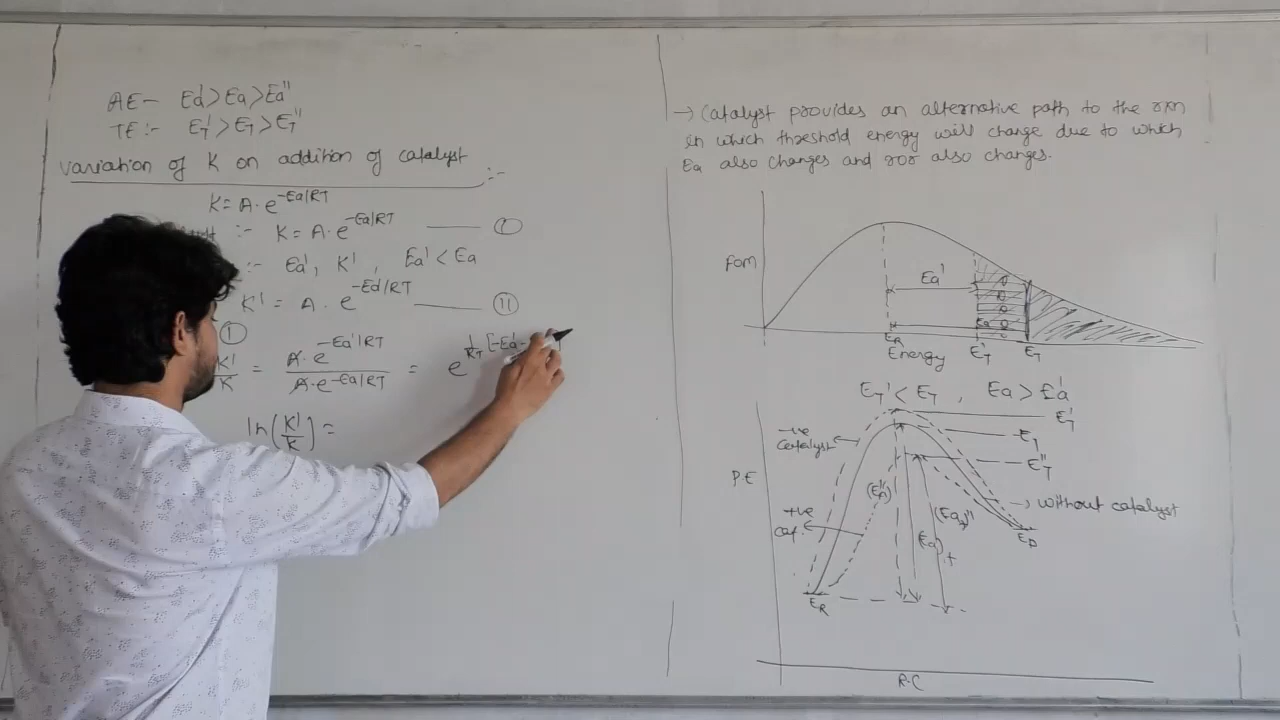 AE- Ea'>Ea>Ea"
TE:- ET'>ET>ET"
variation of K on addition of catalyst :-
K=A.e^-Ea/RT
:- K=A.e^-Ea/RT —— I
:- Ea', K', Ea'<Ea
K'=A.e^-Ea'/RT —— II
I
K'/K = A.e^-Ea'/RT / A.e^-Ea/RT = e^1/RT[-Ea'-
ln(K'/K)=
→ Catalyst provides an alternative path to the rxn
in which threshold energy will change due to which
Ea also changes and ror also changes.
FOM
Ea'
Ea
ER ET' ET
Energy
ET'<ET, Ea>Ea'
ET'
-ve
catalyst
ET
ET"
P.E
(Ea)"
→ without catalyst
+ve
cat.
(Ea)
ER
EP
R.C